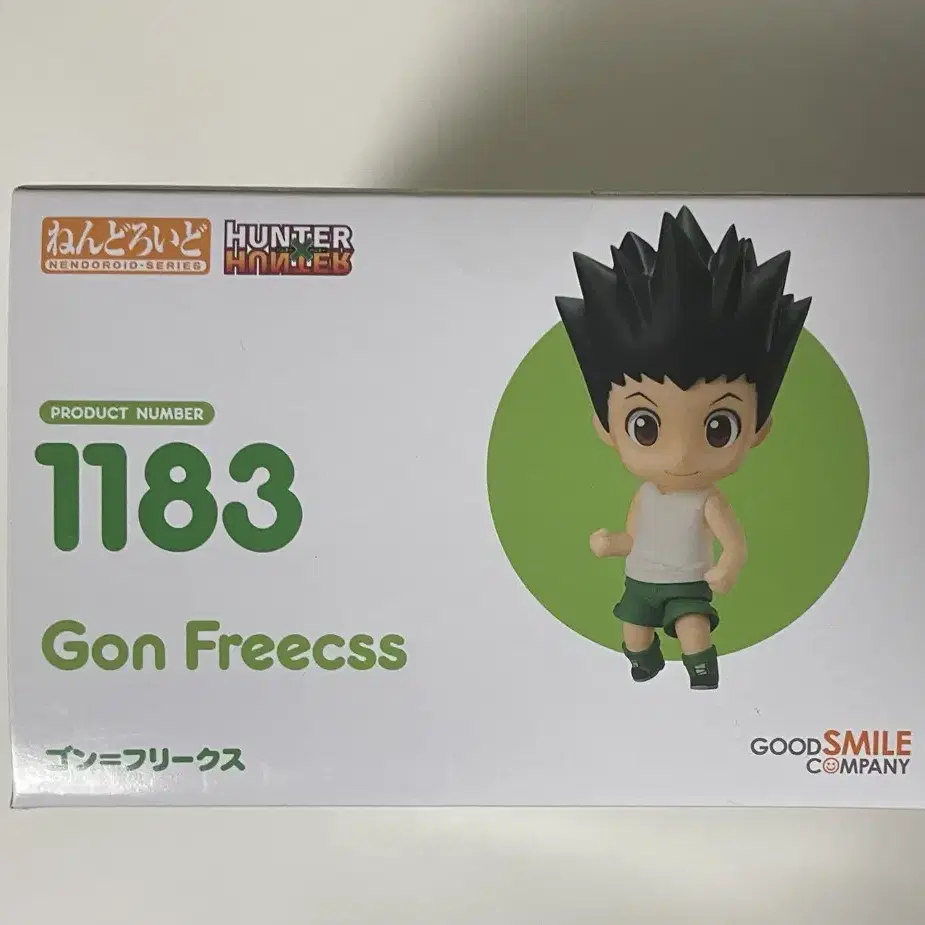 ねんどろいど
NENDOROID-SERIES
HUNTER
HUNTER
PRODUCT NUMBER
1183
Gon Freecss
ゴン=フリークス
GOOD SMILE
COMPANY